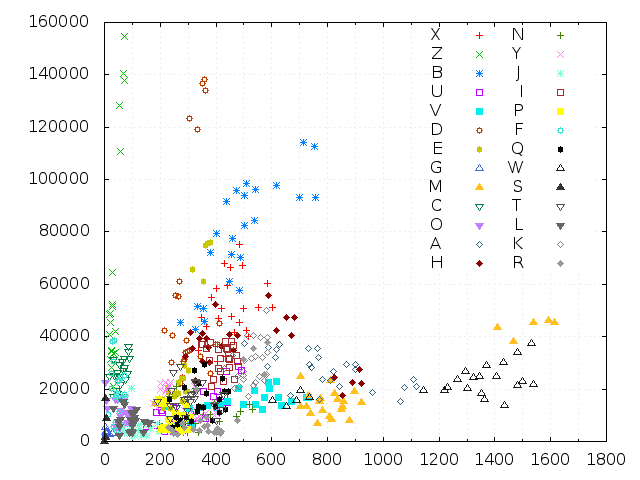 160000
140000
120000
100000
80000
60000
40000
20000
0
X N
Z Y
B J
U I
V P
D F
E Q
G W
M S
C T
O L
A K
H R
0 200 400 600 800 1000 1200 1400 1600 1800